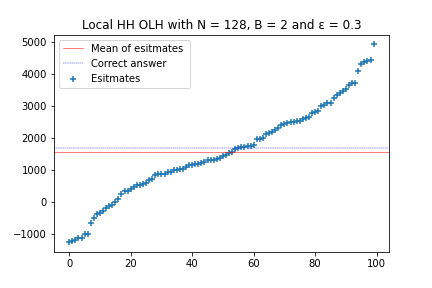 Local HH OLH with N = 128, B = 2 and ε = 0.3
Mean of esitmates
Correct answer
Esitmates
5000
4000
3000
2000
1000
0
−1000
0 20 40 60 80 100